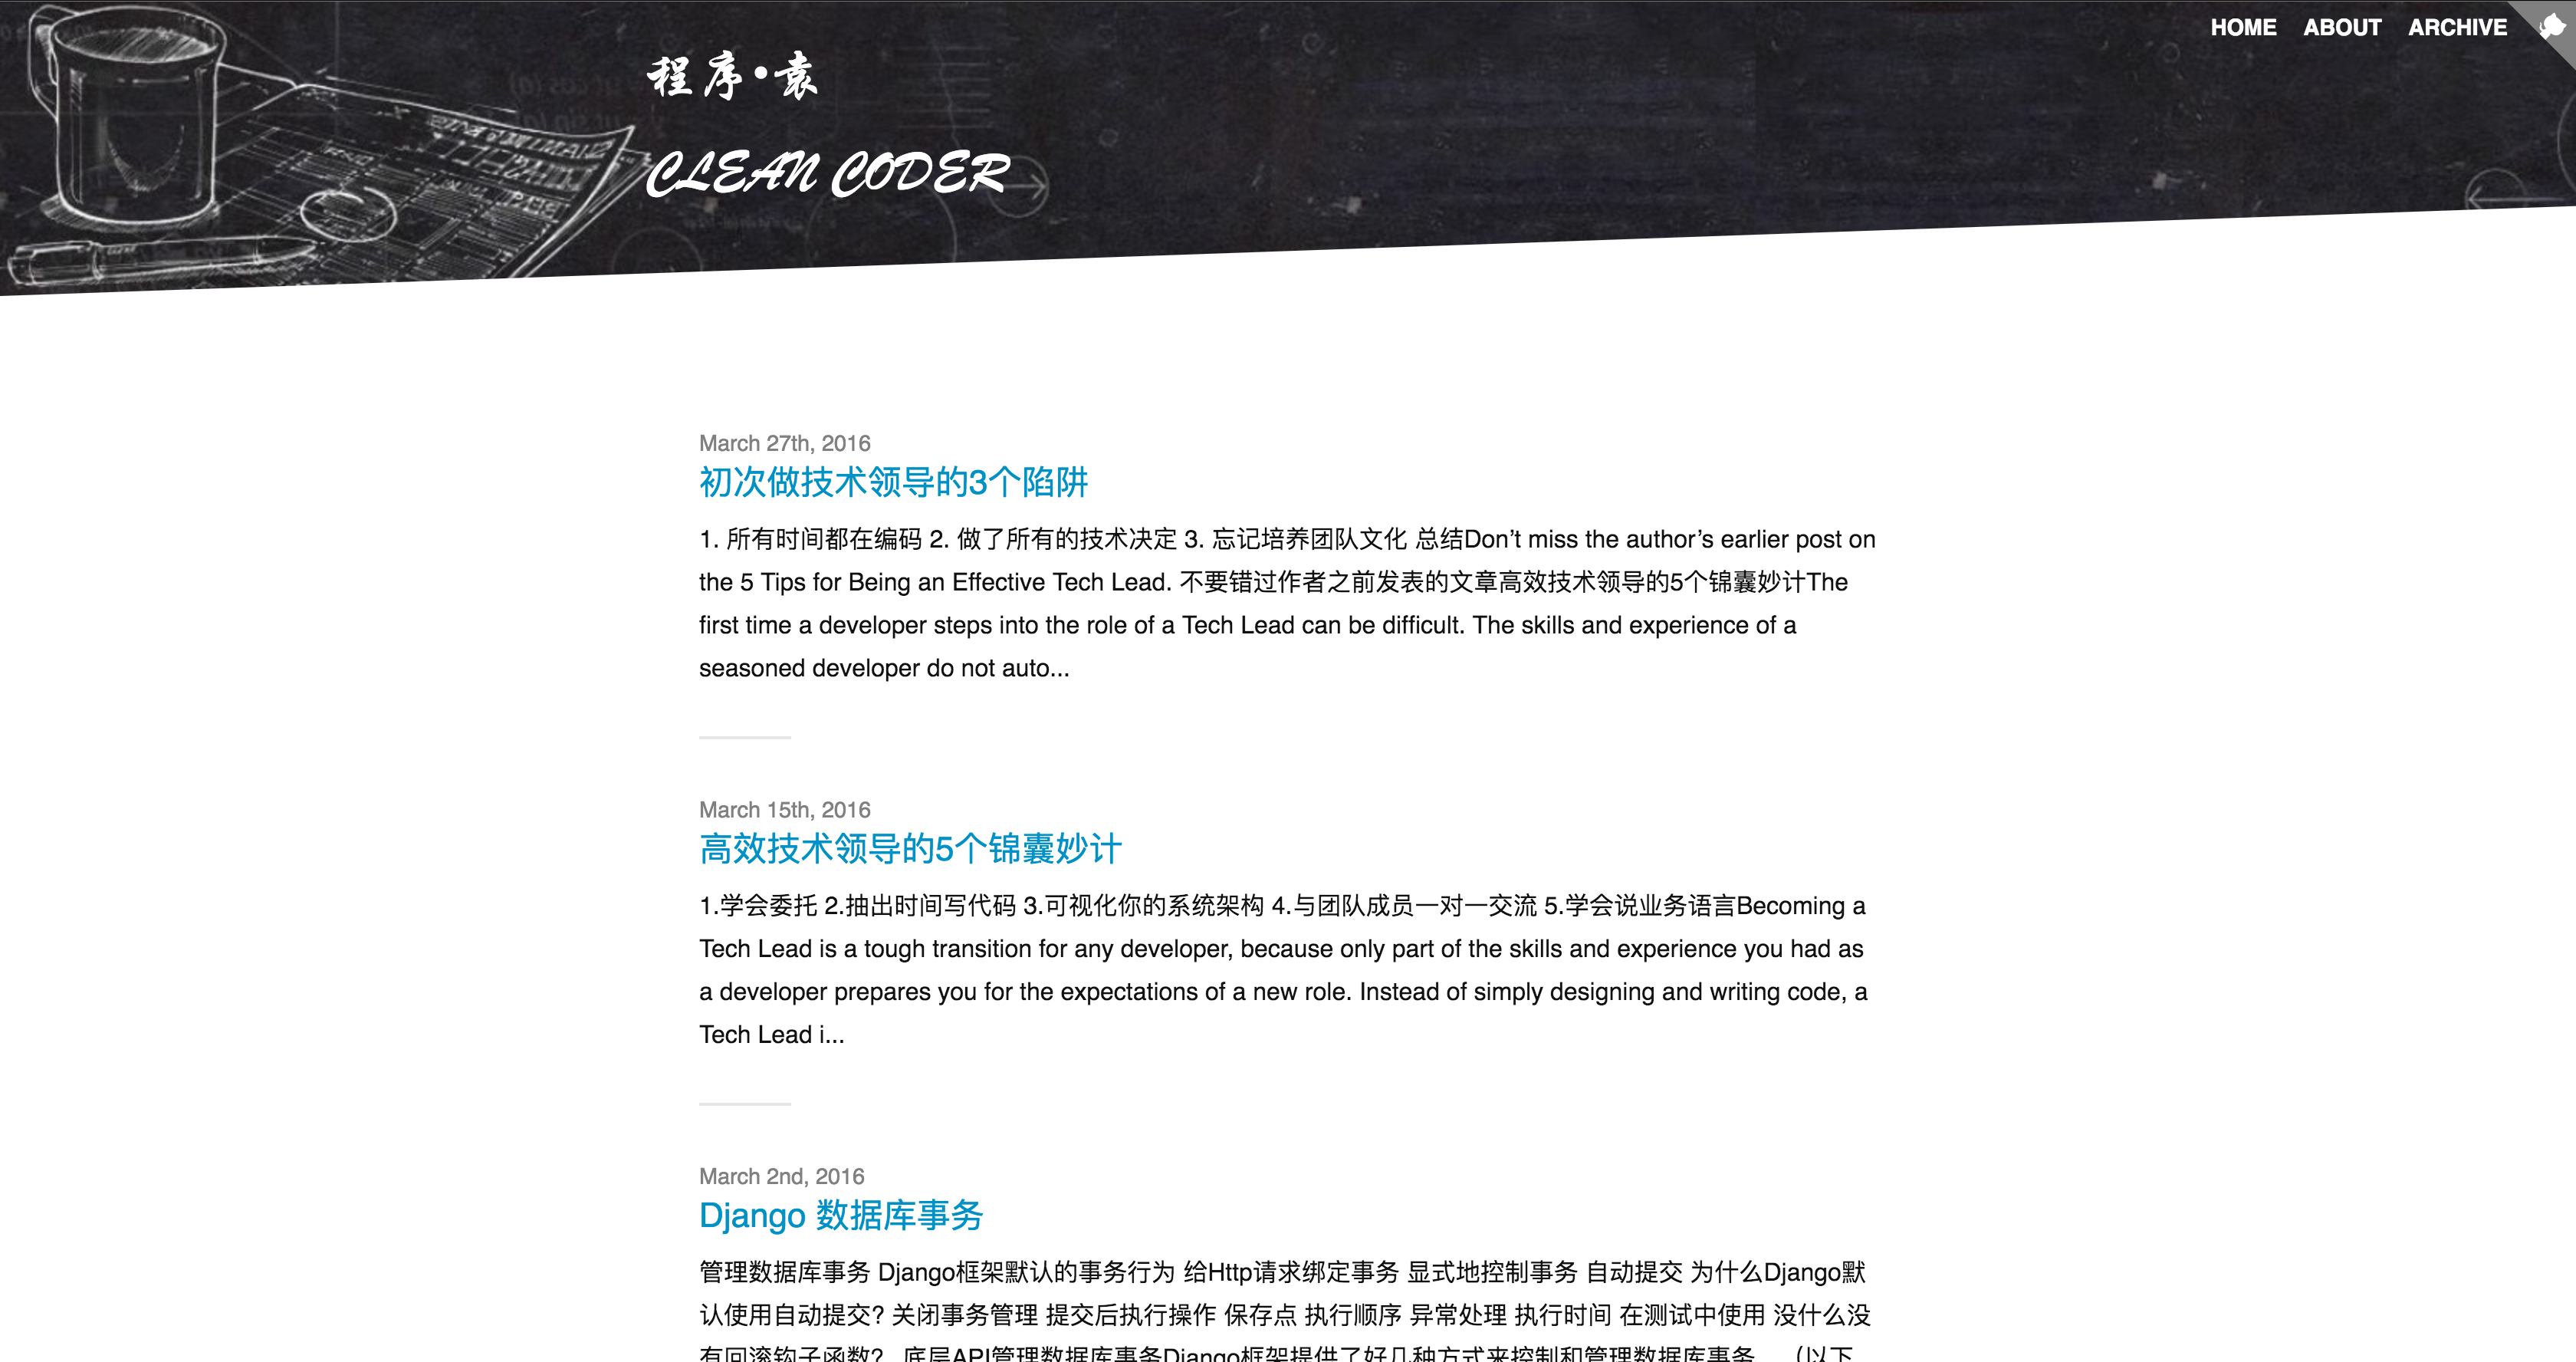 HOME ABOUT ARCHIVE
程序•袁
CLEAN CODER
March 27th, 2016
初次做技术领导的3个陷阱
1. 所有时间都在编码 2. 做了所有的技术决定 3. 忘记培养团队文化 总结Don’t miss the author’s earlier post on
the 5 Tips for Being an Effective Tech Lead. 不要错过作者之前发表的文章高效技术领导的5个锦囊妙计The
first time a developer steps into the role of a Tech Lead can be difficult. The skills and experience of a
seasoned developer do not auto...
March 15th, 2016
高效技术领导的5个锦囊妙计
1.学会委托 2.抽出时间写代码 3.可视化你的系统架构 4.与团队成员一对一交流 5.学会说业务语言Becoming a
Tech Lead is a tough transition for any developer, because only part of the skills and experience you had as
a developer prepares you for the expectations of a new role. Instead of simply designing and writing code, a
Tech Lead i...
March 2nd, 2016
Django 数据库事务
管理数据库事务 Django框架默认的事务行为 给Http请求绑定事务 显式地控制事务 自动提交 为什么Django默
认使用自动提交? 关闭事务管理 提交后执行操作 保存点 执行顺序 异常处理 执行时间 在测试中使用 没什么没
有回滚钩子函数? 底层API管理数据库事务Django框架提供了好几种方式来控制和管理数据库事务。（以下